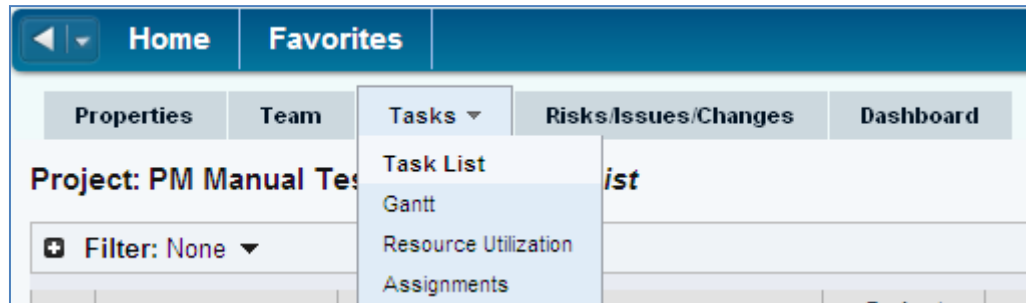 Home Favorites
Properties Team Tasks Risks/Issues/Changes Dashboard
Task List
Project: PM Manual Tes ist
Gantt
Filter: None
Resource Utilization
Assignments